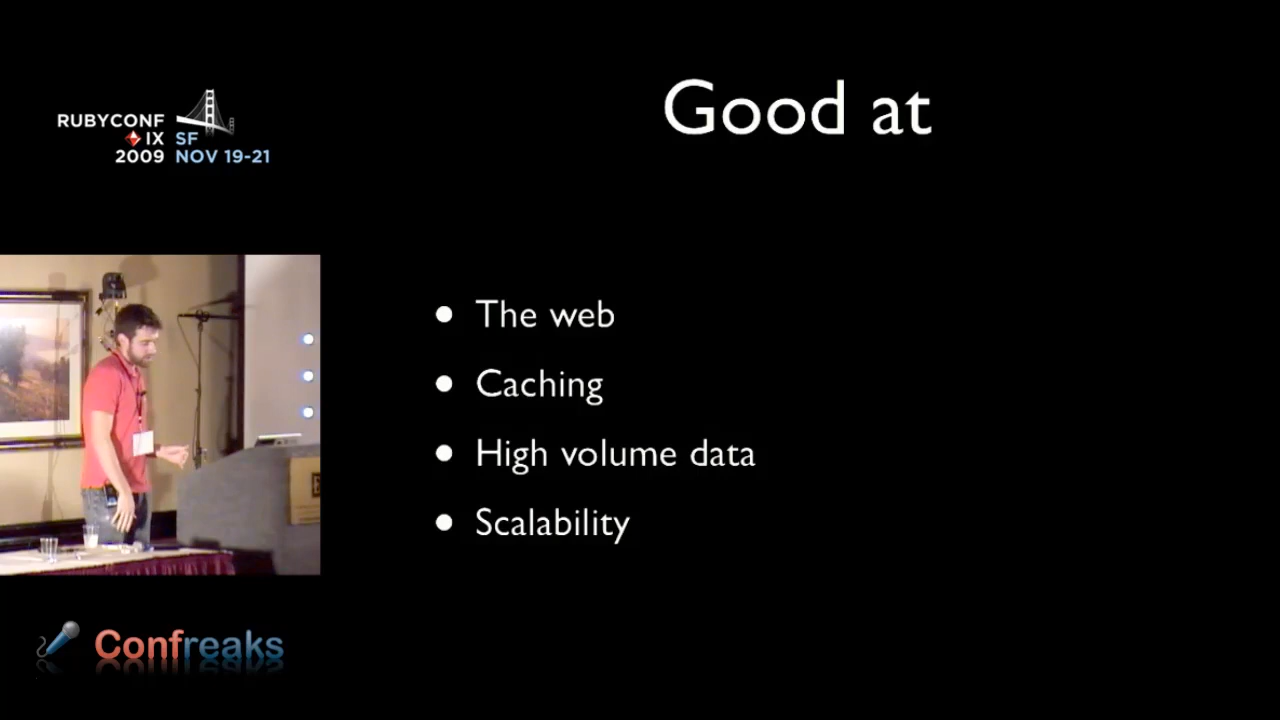 RUBYCONF
IX SF
2009 NOV 19-21
Good at
The web
Caching
High volume data
Scalability
Confreaks